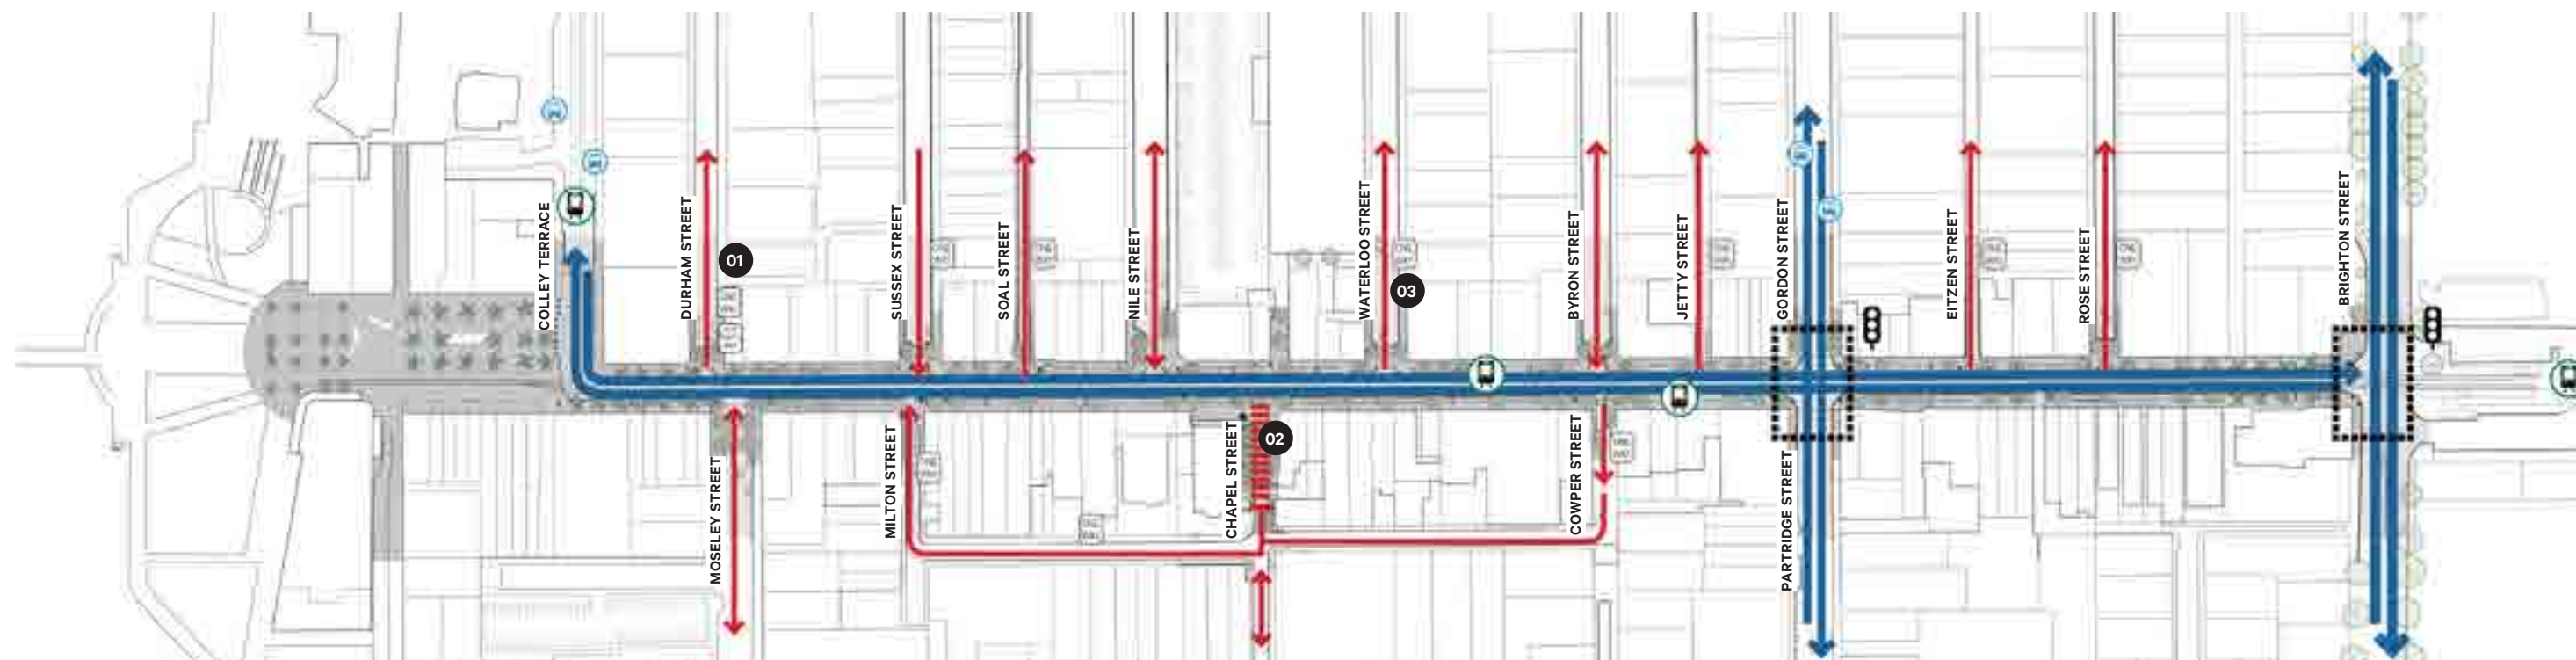 COLLEY TERRACE
DURHAM STREET
01
SUSSEX STREET
SOAL STREET
NILE STREET
WATERLOO STREET
03
BYRON STREET
JETTY STREET
GORDON STREET
EITZEN STREET
ROSE STREET
BRIGHTON STREET
MOSELEY STREET
MILTON STREET
CHAPEL STREET
02
COWPER STREET
PARTRIDGE STREET